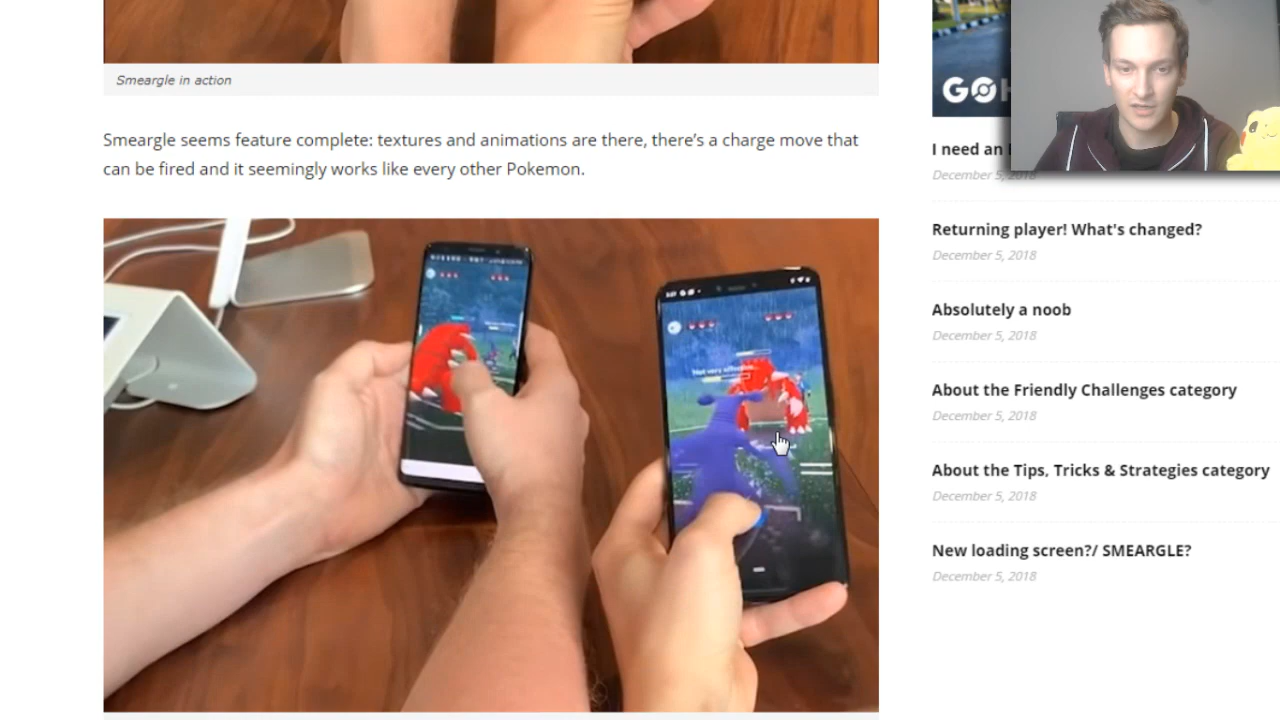 Smeargle in action
Smeargle seems feature complete: textures and animations are there, there’s a charge move that
can be fired and it seemingly works like every other Pokemon.
Not very effective...
GO
I need an
December 5, 2018
Returning player! What's changed?
December 5, 2018
Absolutely a noob
December 5, 2018
About the Friendly Challenges category
December 5, 2018
About the Tips, Tricks & Strategies category
December 5, 2018
New loading screen?/ SMEARGLE?
December 5, 2018